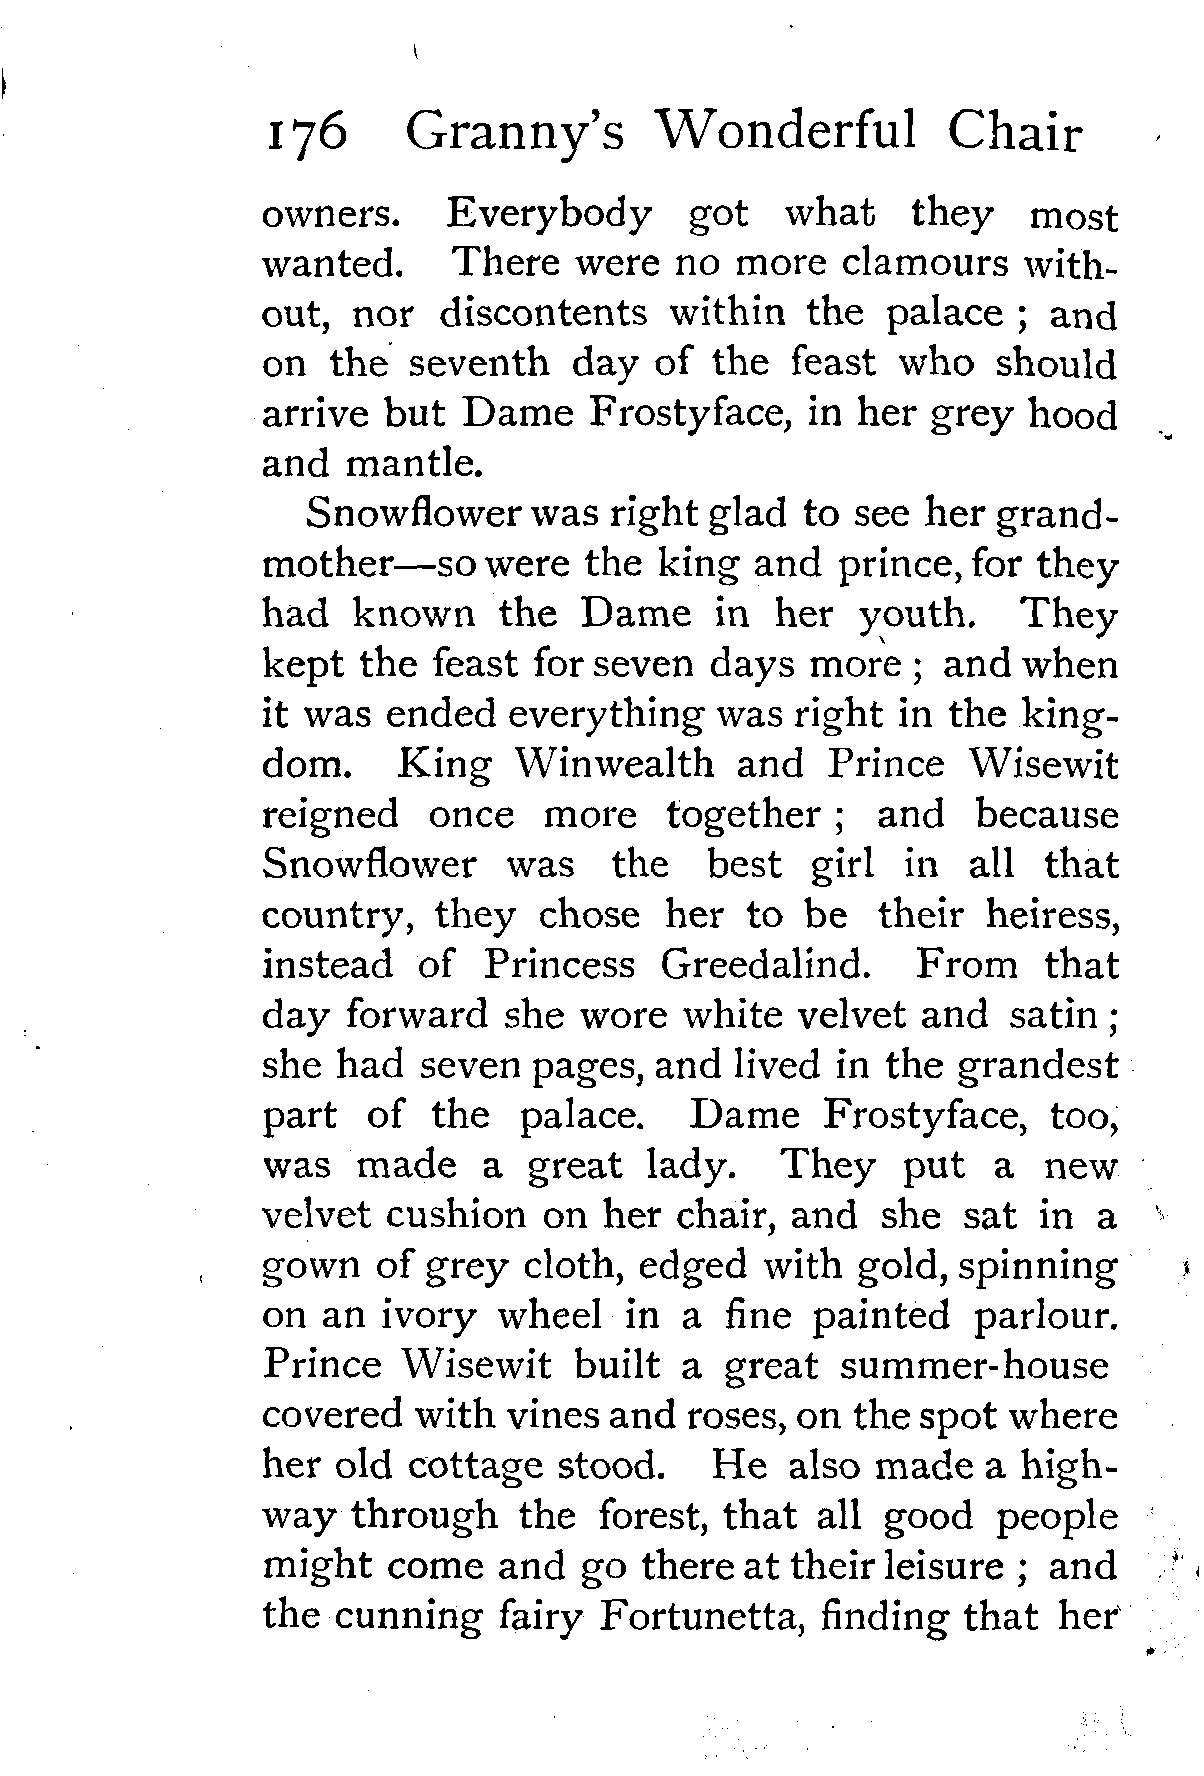 176 Granny's Wonderful Chair
owners. Everybody got what they most
wanted. There were no more clamours with-
out, nor discontents within the palace ; and
on the seventh day of the feast who should
arrive but Dame Frostyface, in her grey hood
and mantle.
Snowflower was right glad to see her grand-
mother—so were the king and prince, for they
had known the Dame in her youth. They
kept the feast for seven days more ; and when
it was ended everything was right in the king-
dom. King Winwealth and Prince Wisewit
reigned once more together ; and because
Snowflower was the best girl in all that
country, they chose her to be their heiress,
instead of Princess Greedalind. From that
day forward she wore white velvet and satin ;
she had seven pages, and lived in the grandest
part of the palace. Dame Frostyface, too,
was made a great lady. They put a new
velvet cushion on her chair, and she sat in a
gown of grey cloth, edged with gold, spinning
on an ivory wheel in a fine painted parlour.
Prince Wisewit built a great summer-house
covered with vines and roses, on the spot where
her old cottage stood. He also made a high-
way through the forest, that all good people
might come and go there at their leisure ; and
the cunning fairy Fortunetta, finding that her